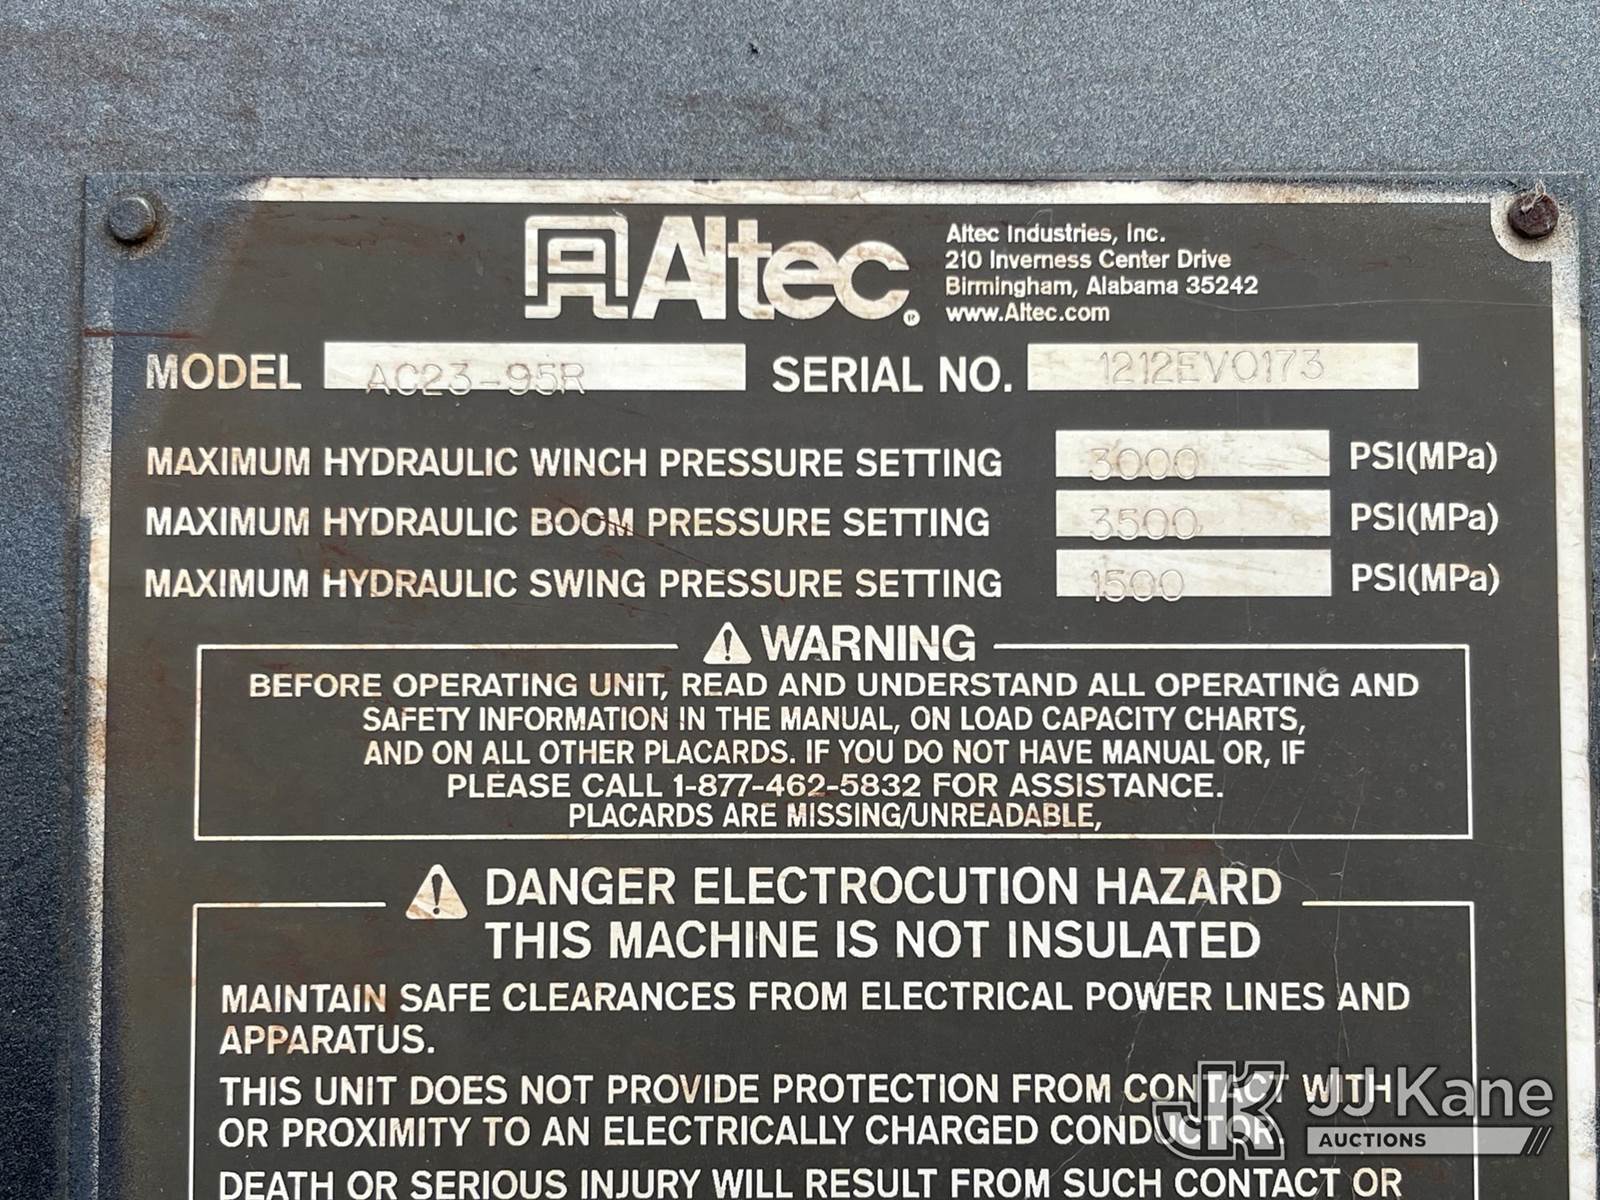 Altec®
Altec Industries, Inc.
210 Inverness Center Drive
Birmingham, Alabama 35242
www.Altec.com
MODEL AC23-95R SERIAL NO. 1212EV0173
MAXIMUM HYDRAULIC WINCH PRESSURE SETTING 3000 PSI(MPa)
MAXIMUM HYDRAULIC BOOM PRESSURE SETTING 3500 PSI(MPa)
MAXIMUM HYDRAULIC SWING PRESSURE SETTING 1500 PSI(MPa)
WARNING
BEFORE OPERATING UNIT, READ AND UNDERSTAND ALL OPERATING AND
SAFETY INFORMATION IN THE MANUAL, ON LOAD CAPACITY CHARTS,
AND ON ALL OTHER PLACARDS. IF YOU DO NOT HAVE MANUAL OR, IF
PLEASE CALL 1-877-462-5832 FOR ASSISTANCE.
PLACARDS ARE MISSING/UNREADABLE,
DANGER ELECTROCUTION HAZARD
THIS MACHINE IS NOT INSULATED
MAINTAIN SAFE CLEARANCES FROM ELECTRICAL POWER LINES AND
APPARATUS.
THIS UNIT DOES NOT PROVIDE PROTECTION FROM CONTACT WITH
OR PROXIMITY TO AN ELECTRICALLY CHARGED CONDUCTOR.
DEATH OR SERIOUS INJURY WILL RESULT FROM SUCH CONTACT OR
JK JJ Kane
AUCTIONS